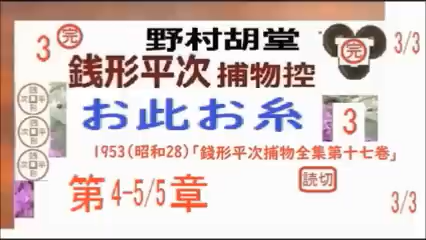 3 完 野村胡堂 完 3/3
銭形平次 捕物控
お此お糸 3
1953(昭和28)「銭形平次捕物全集第十七巻」
第4-5/5章 読切 3/3